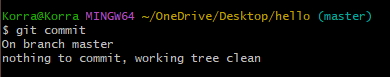 Korra@Korra MINGW64 ~/OneDrive/Desktop/hello (master)
$ git commit
On branch master
nothing to commit, working tree clean